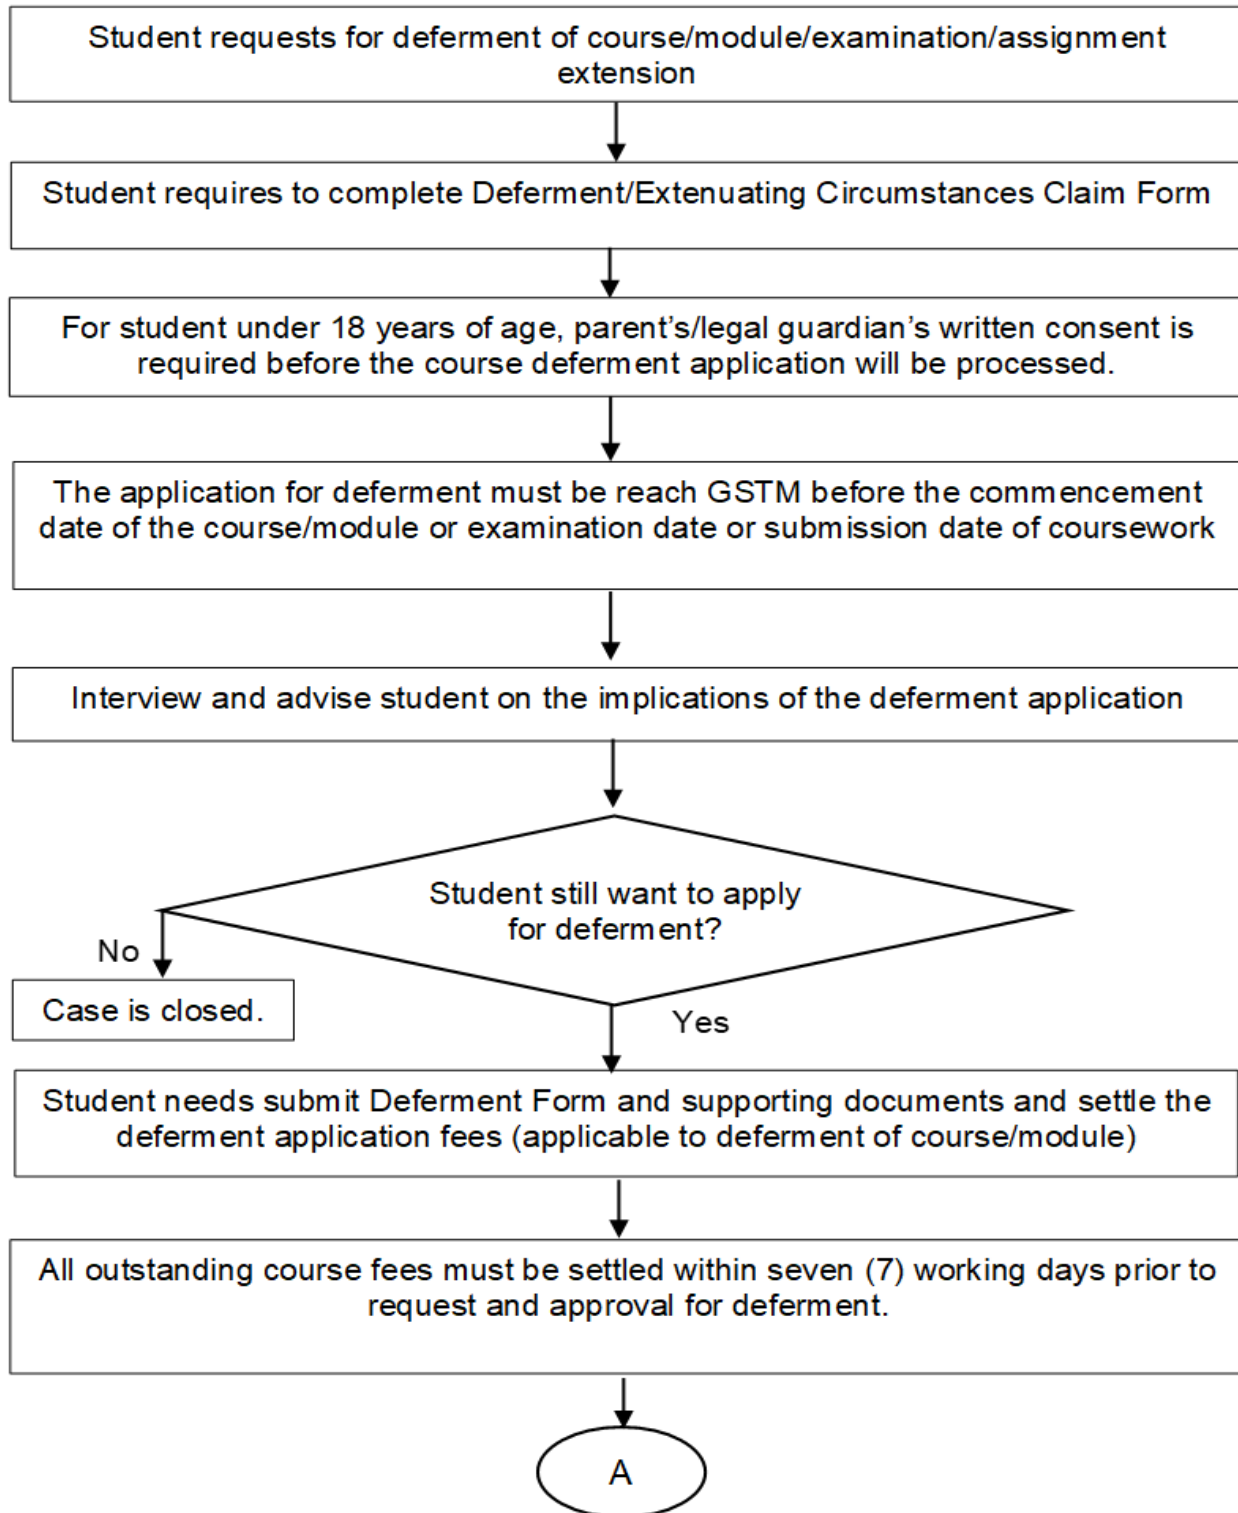 Student requests for deferment of course/module/examination/assignment
extension
Student requires to complete Deferment/Extenuating Circumstances Claim Form
For student under 18 years of age, parent’s/legal guardian’s written consent is
required before the course deferment application will be processed.
The application for deferment must be reach GSTM before the commencement
date of the course/module or examination date or submission date of coursework
Interview and advise student on the implications of the deferment application
Student still want to apply
for deferment?
No
Case is closed.
Yes
Student needs submit Deferment Form and supporting documents and settle the
deferment application fees (applicable to deferment of course/module)
All outstanding course fees must be settled within seven (7) working days prior to
request and approval for deferment.
A